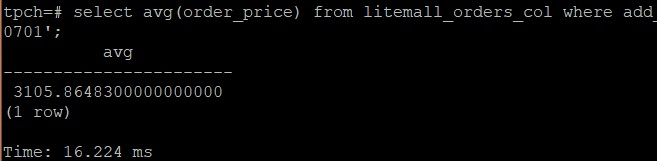 tpch=# select avg(order_price) from litemall_orders_col where add_
0701';
avg
-----------------------
3105.8648300000000000
(1 row)
Time: 16.224 ms